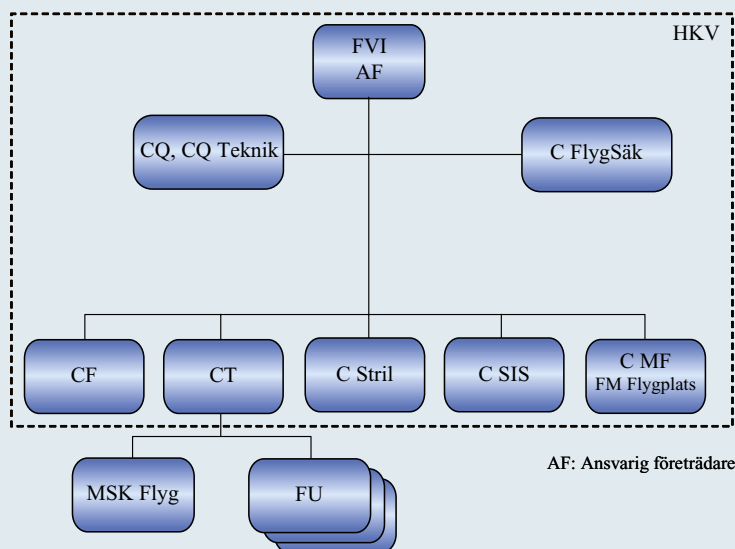 HKV
FVI
AF
CQ, CQ Teknik
C FlygSäk
CF
CT
C Stril
C SIS
C MF
FM Flygplats
MSK Flyg
FU
AF: Ansvarig företrädare